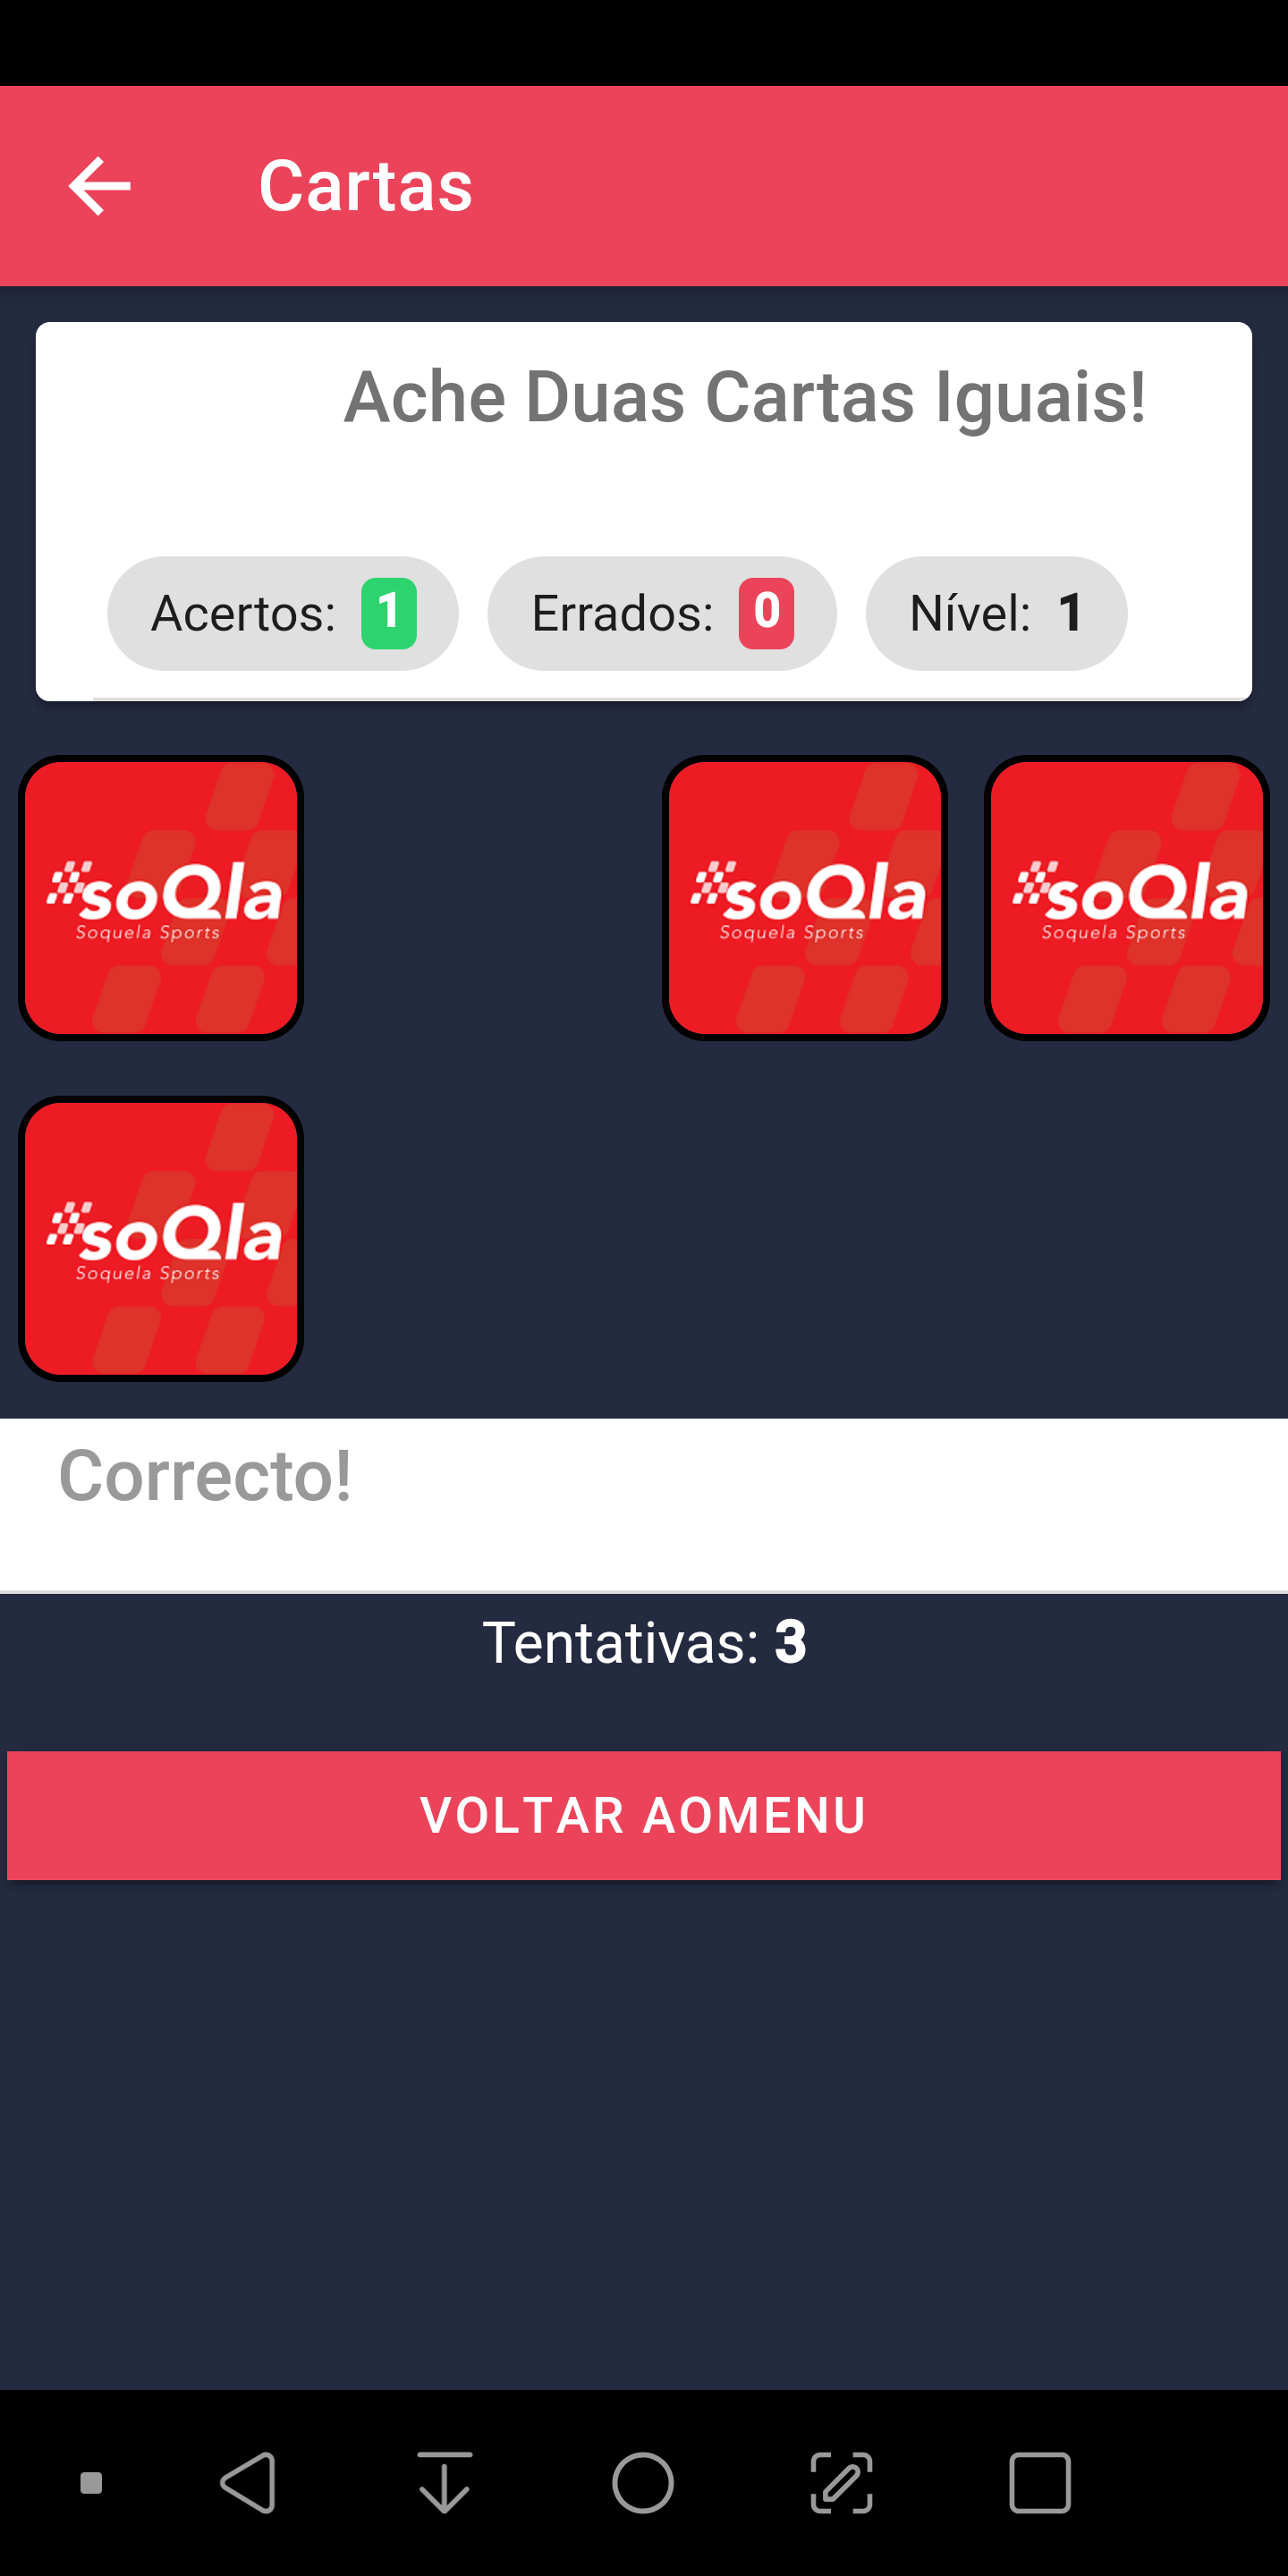 Cartas
Ache Duas Cartas Iguais!
Acertos: 1 Errados: 0 Nível: 1
soQla soQla soQla
Soquela Sports Soquela Sports Soquela Sports
soQla
Soquela Sports
Correcto!
Tentativas: 3
VOLTAR AOMENU